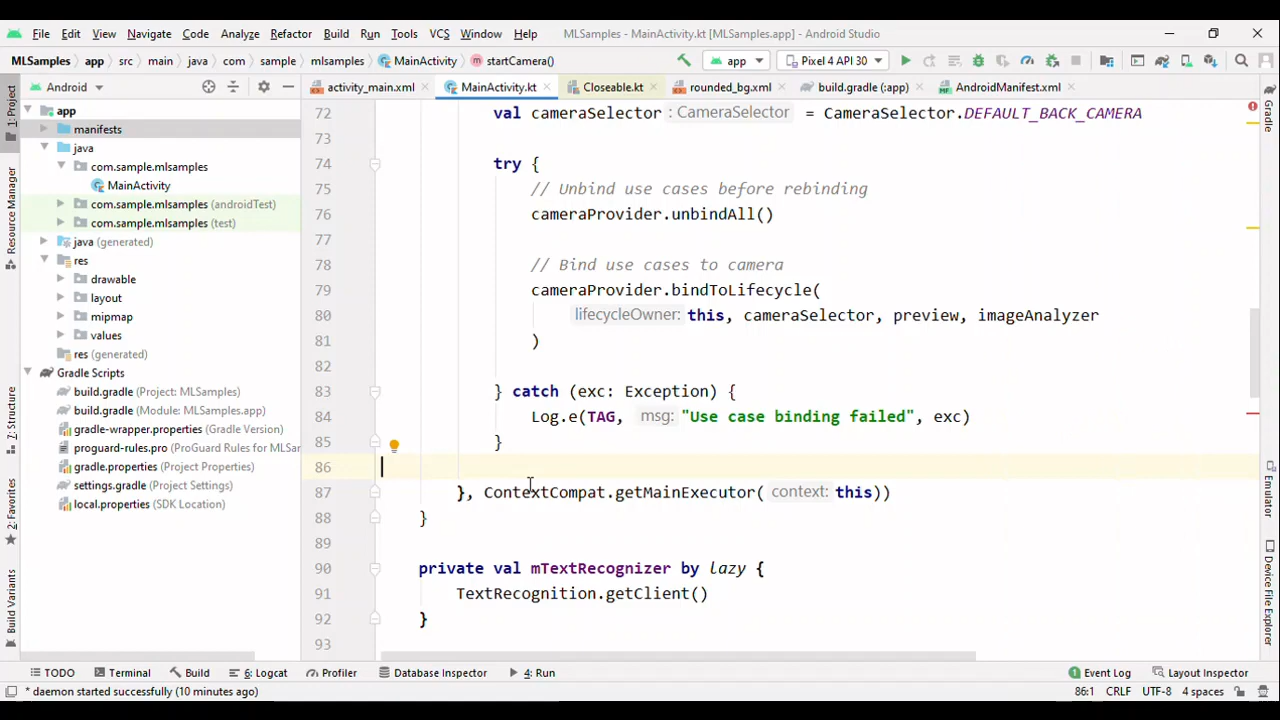 File Edit View Navigate Code Analyze Refactor Build Run Tools VCS Window Help MLSamples - MainActivity.kt [MLSamples.app] - Android Studio
MLSamples app src main java com sample mlsamples MainActivity startCamera() app Pixel 4 API 30
Android activity_main.xml MainActivity.kt Closeable.kt rounded_bg.xml build.gradle (:app) AndroidManifest.xml
1: Project
Resource Manager
Z: Structure
2: Favorites
Build Variants
app
manifests
java
com.sample.mlsamples
MainActivity
com.sample.mlsamples (androidTest)
com.sample.mlsamples (test)
java (generated)
res
drawable
layout
mipmap
values
res (generated)
Gradle Scripts
build.gradle (Project: MLSamples)
build.gradle (Module: MLSamples.app)
gradle-wrapper.properties (Gradle Version)
proguard-rules.pro (ProGuard Rules for MLSar
gradle.properties (Project Properties)
settings.gradle (Project Settings)
local.properties (SDK Location)
72 val cameraSelector : CameraSelector = CameraSelector.DEFAULT_BACK_CAMERA
73
74 try {
75 // Unbind use cases before rebinding
76 cameraProvider.unbindAll()
77
78 // Bind use cases to camera
79 cameraProvider.bindToLifecycle(
80 lifecycleOwner: this, cameraSelector, preview, imageAnalyzer
81 )
82
83 } catch (exc: Exception) {
84 Log.e(TAG, msg: "Use case binding failed", exc)
85 }
86
87 }, ContextCompat.getMainExecutor( context: this))
88 }
89
90 private val mTextRecognizer by lazy {
91 TextRecognition.getClient()
92 }
93
Gradle
Emulator
Device File Explorer
TODO Terminal Build 6: Logcat Profiler Database Inspector 4: Run 1 Event Log Layout Inspector
* daemon started successfully (10 minutes ago) 86:1 CRLF UTF-8 4 spaces